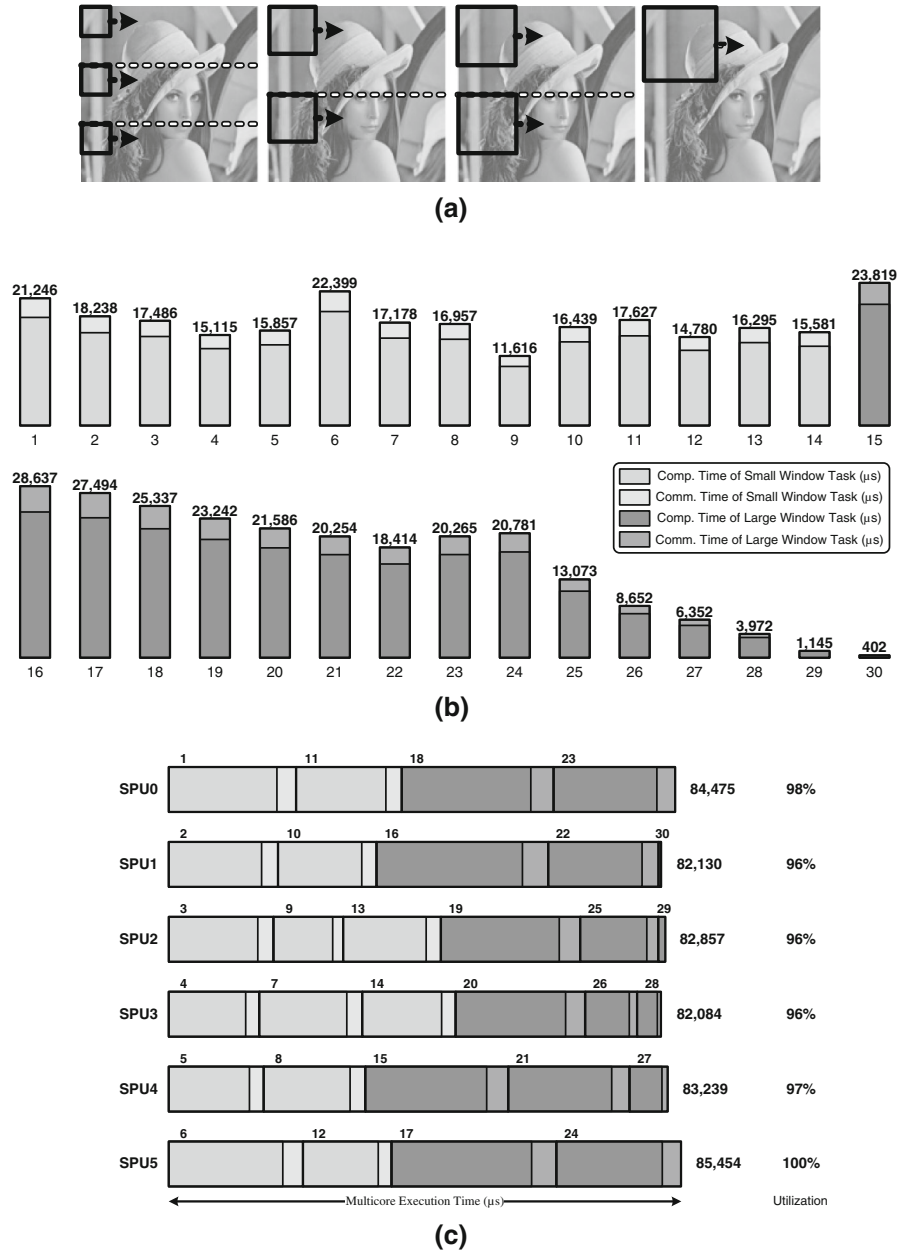 (a)
21,246 18,238 17,486 15,115 15,857 22,399 17,178 16,957 11,616 16,439 17,627 14,780 16,295 15,581 23,819
1 2 3 4 5 6 7 8 9 10 11 12 13 14 15
28,637 27,494 25,337 23,242 21,586 20,254 18,414 20,265 20,781 13,073 8,652 6,352 3,972 1,145 402
16 17 18 19 20 21 22 23 24 25 26 27 28 29 30
Comp. Time of Small Window Task (µs)
Comm. Time of Small Window Task (µs)
Comp. Time of Large Window Task (µs)
Comm. Time of Large Window Task (µs)
(b)
1 11 18 23
SPU0 84,475 98%
2 10 16 22 30
SPU1 82,130 96%
3 9 13 19 25 29
SPU2 82,857 96%
4 7 14 20 26 28
SPU3 82,084 96%
5 8 15 21 27
SPU4 83,239 97%
6 12 17 24
SPU5 85,454 100%
Multicore Execution Time (µs) Utilization
(c)